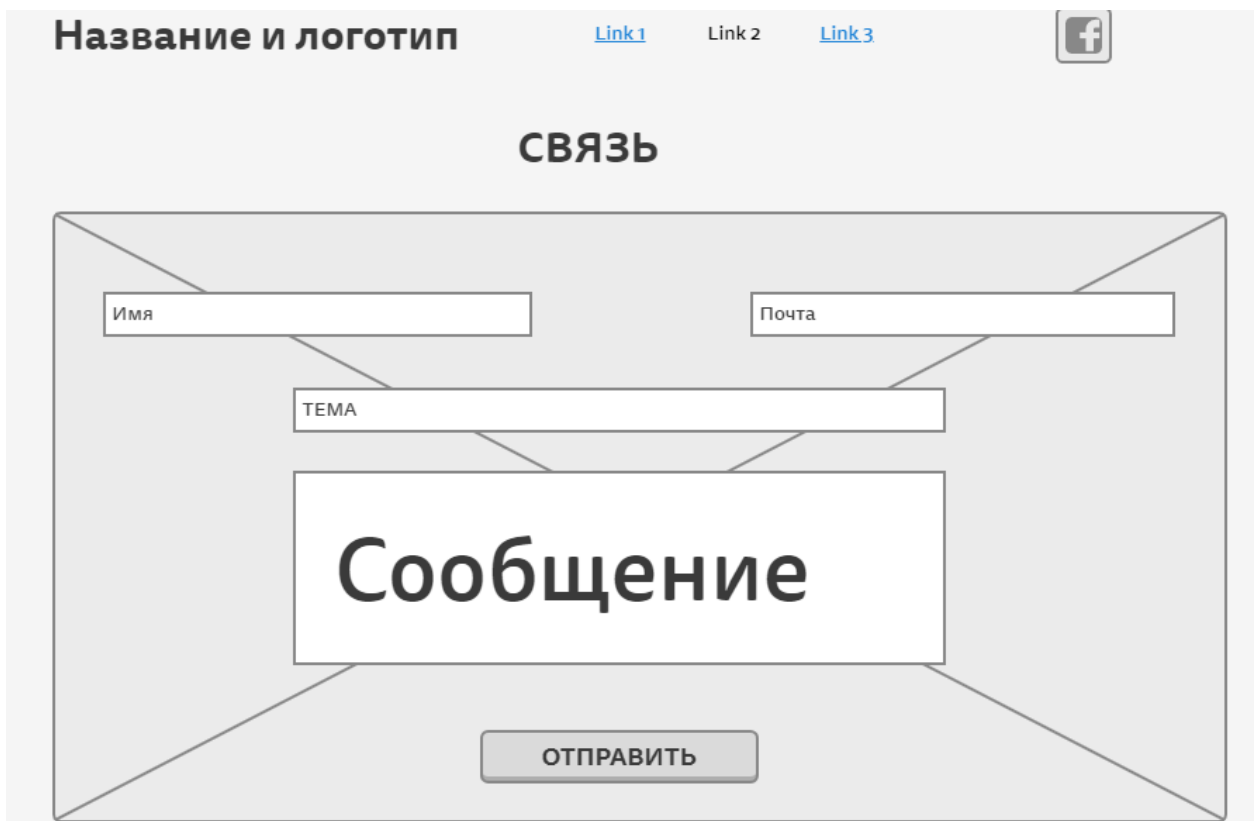 Название и логотип Link 1 Link 2 Link 3
СВЯЗЬ
Имя Почта
ТЕМА
Сообщение
ОТПРАВИТЬ